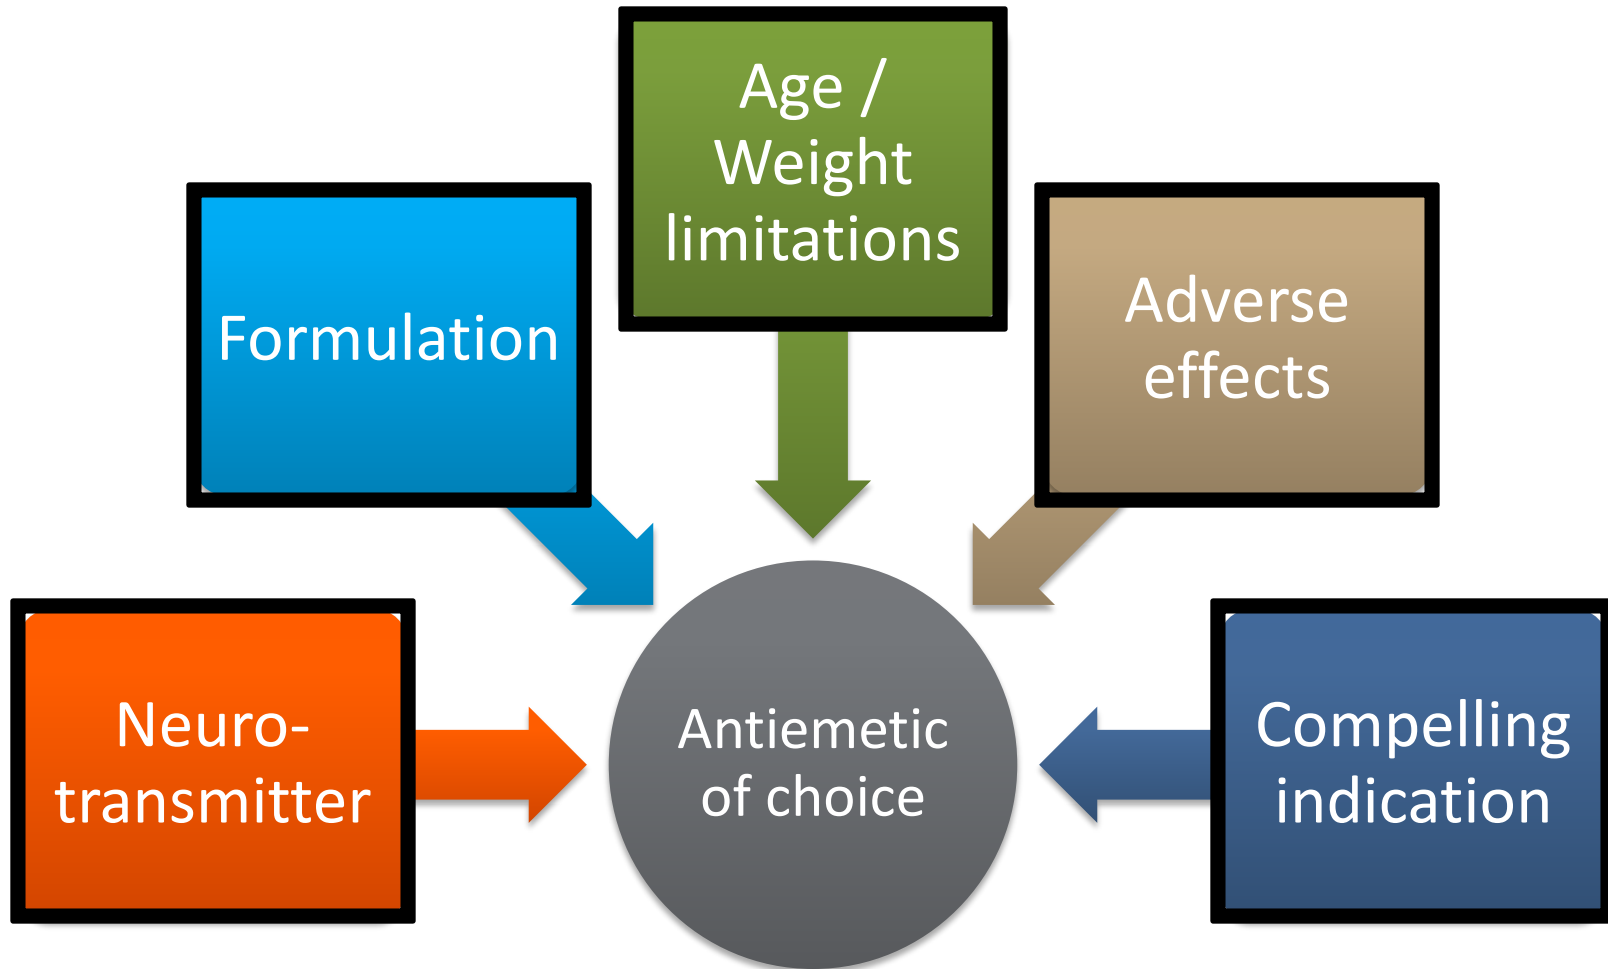 Age /
Weight
limitations
Formulation
Adverse
effects
Neuro-
transmitter
Antiemetic
of choice
Compelling
indication